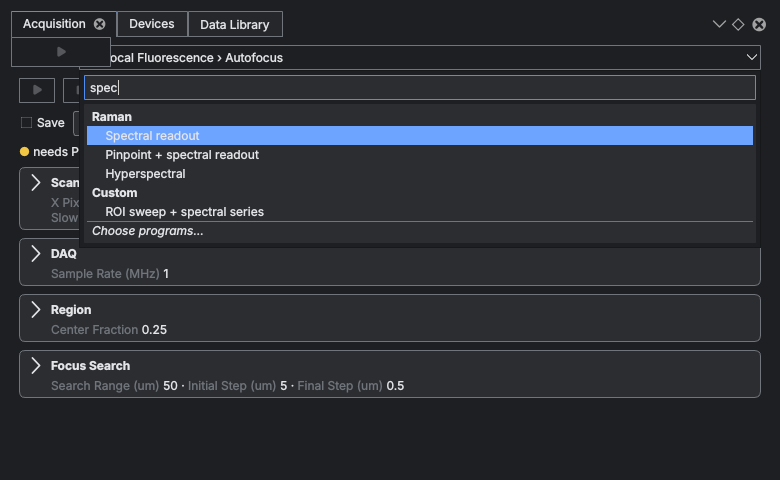 Acquisition
Devices
Data Library
ocal Fluorescence › Autofocus
spec
Raman
Save
Spectral readout
needs P
Pinpoint + spectral readout
Hyperspectral
Scan
Custom
X Pix
ROI sweep + spectral series
Slow
Choose programs...
DAQ
Sample Rate (MHz) 1
Region
Center Fraction 0.25
Focus Search
Search Range (um) 50 · Initial Step (um) 5 · Final Step (um) 0.5